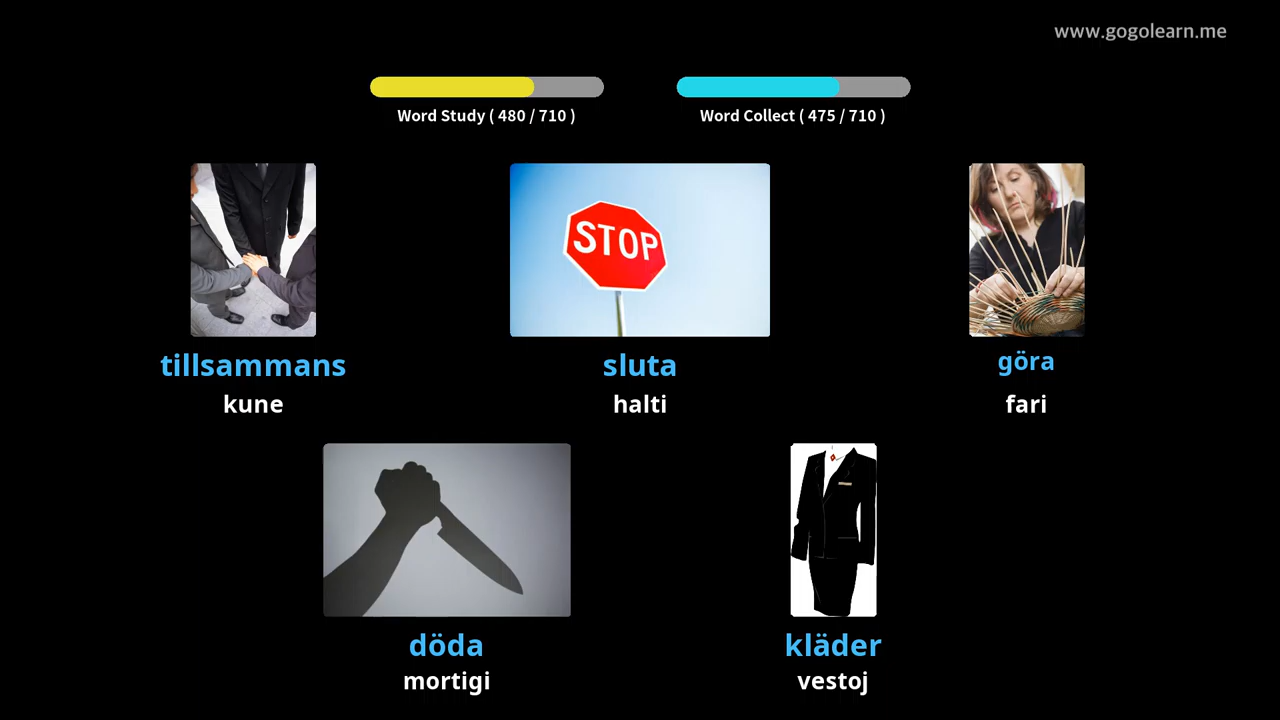 www.gogolearn.me
Word Study ( 480 / 710 )
Word Collect ( 475 / 710 )
STOP
tillsammans
sluta
göra
kune
halti
fari
döda
kläder
mortigi
vestoj